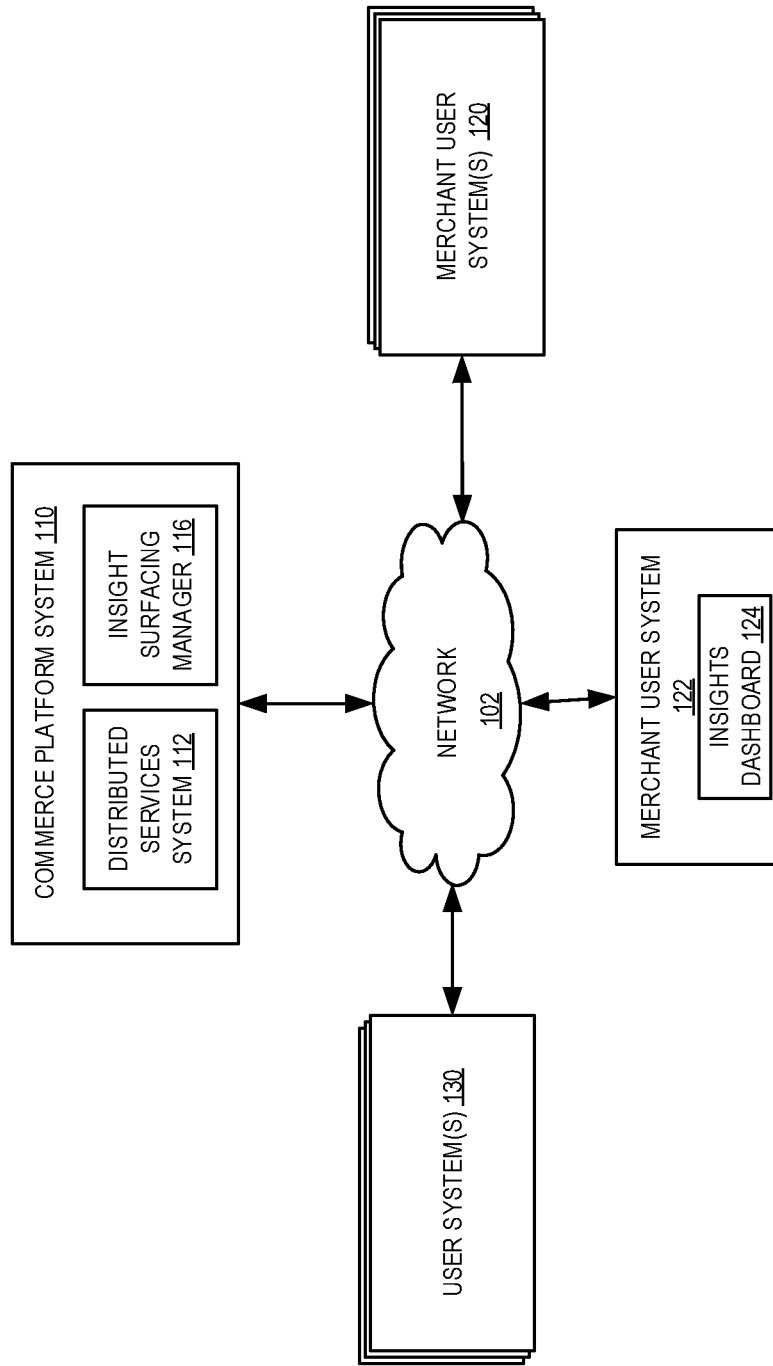 COMMERCE PLATFORM SYSTEM 110
DISTRIBUTED
SERVICES
SYSTEM 112
INSIGHT
SURFACING
MANAGER 116
USER SYSTEM(S) 130
NETWORK
102
MERCHANT USER
SYSTEM(S) 120
MERCHANT USER SYSTEM
122
INSIGHTS
DASHBOARD 124